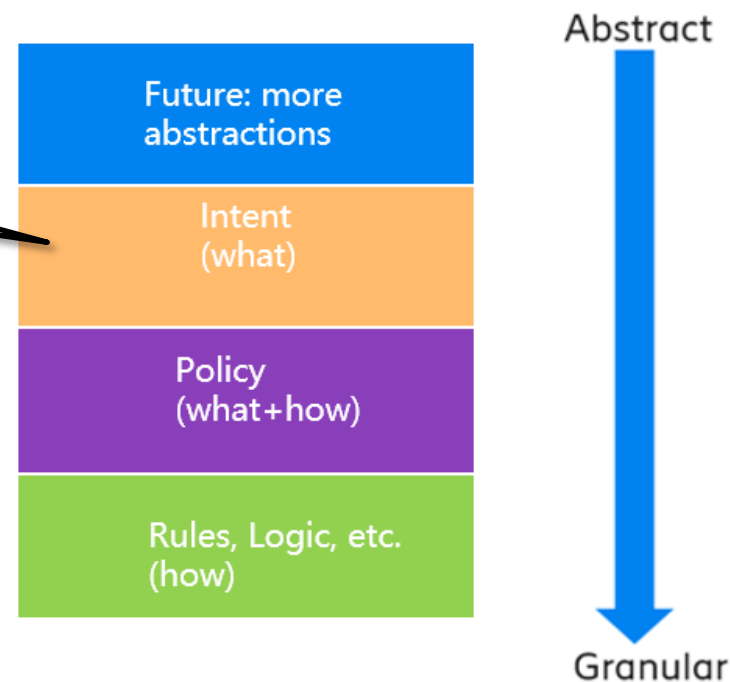 Abstract
Future: more
abstractions
Intent
(what)
Policy
(what+how)
Rules, Logic, etc.
(how)
Granular